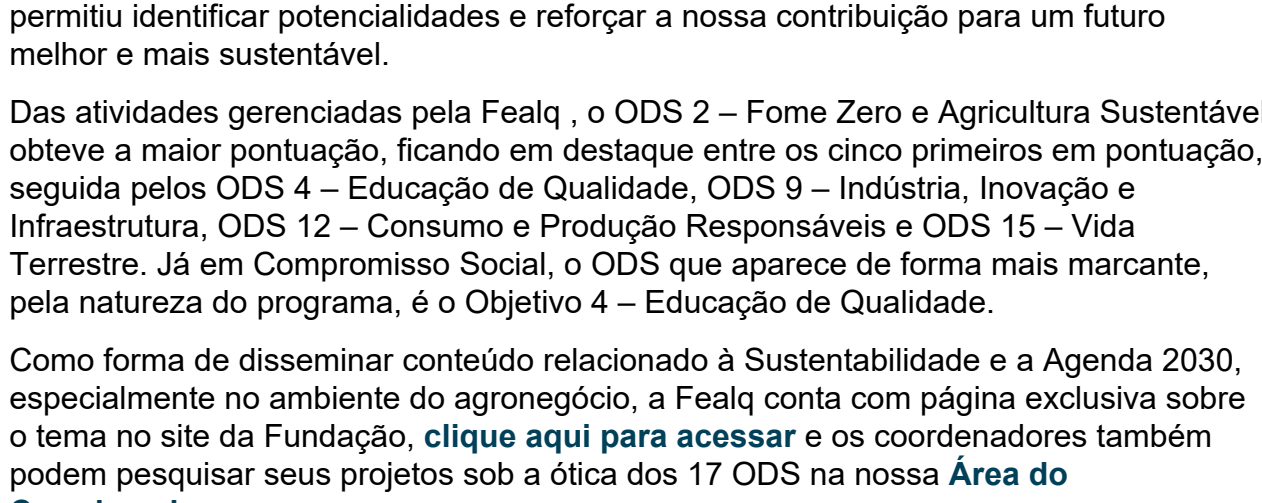 permitiu identificar potencialidades e reforçar a nossa contribuição para um futuro
melhor e mais sustentável.
Das atividades gerenciadas pela Fealq , o ODS 2 – Fome Zero e Agricultura Sustentável
obteve a maior pontuação, ficando em destaque entre os cinco primeiros em pontuação,
seguida pelos ODS 4 – Educação de Qualidade, ODS 9 – Indústria, Inovação e
Infraestrutura, ODS 12 – Consumo e Produção Responsáveis e ODS 15 – Vida
Terrestre. Já em Compromisso Social, o ODS que aparece de forma mais marcante,
pela natureza do programa, é o Objetivo 4 – Educação de Qualidade.
Como forma de disseminar conteúdo relacionado à Sustentabilidade e a Agenda 2030,
especialmente no ambiente do agronegócio, a Fealq conta com página exclusiva sobre
o tema no site da Fundação, clique aqui para acessar e os coordenadores também
podem pesquisar seus projetos sob a ótica dos 17 ODS na nossa Área do